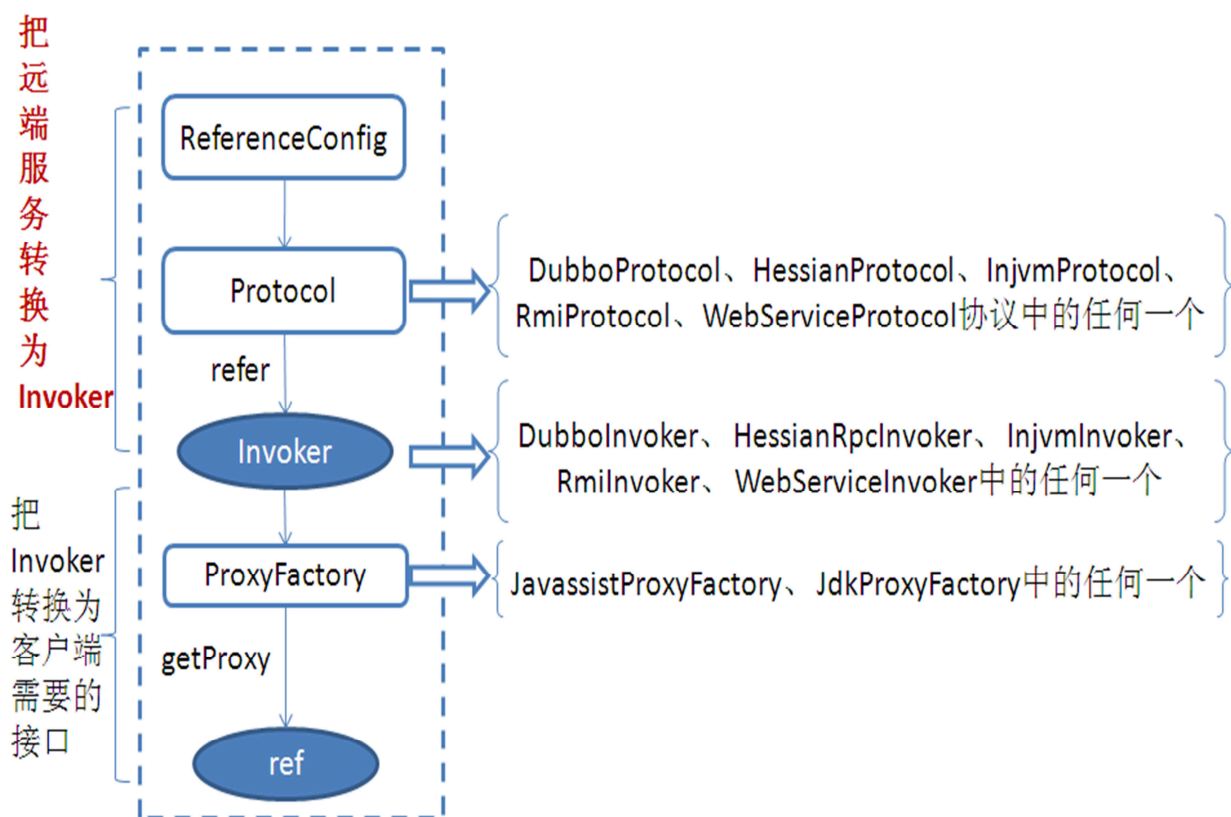 把
远
端
服
务
转
换
为
Invoker
ReferenceConfig
Protocol
DubboProtocol、HessianProtocol、InjvmProtocol、
RmiProtocol、WebServiceProtocol协议中的任何一个
refer
Invoker
DubboInvoker、 HessianRpcInvoker、 InjvmInvoker、
RmiInvoker、 WebServiceInvoker中的任何一个
把
Invoker
转换为
客户端
需要的
接口
ProxyFactory
JavassistProxyFactory、JdkProxyFactory中的任何一个
getProxy
ref